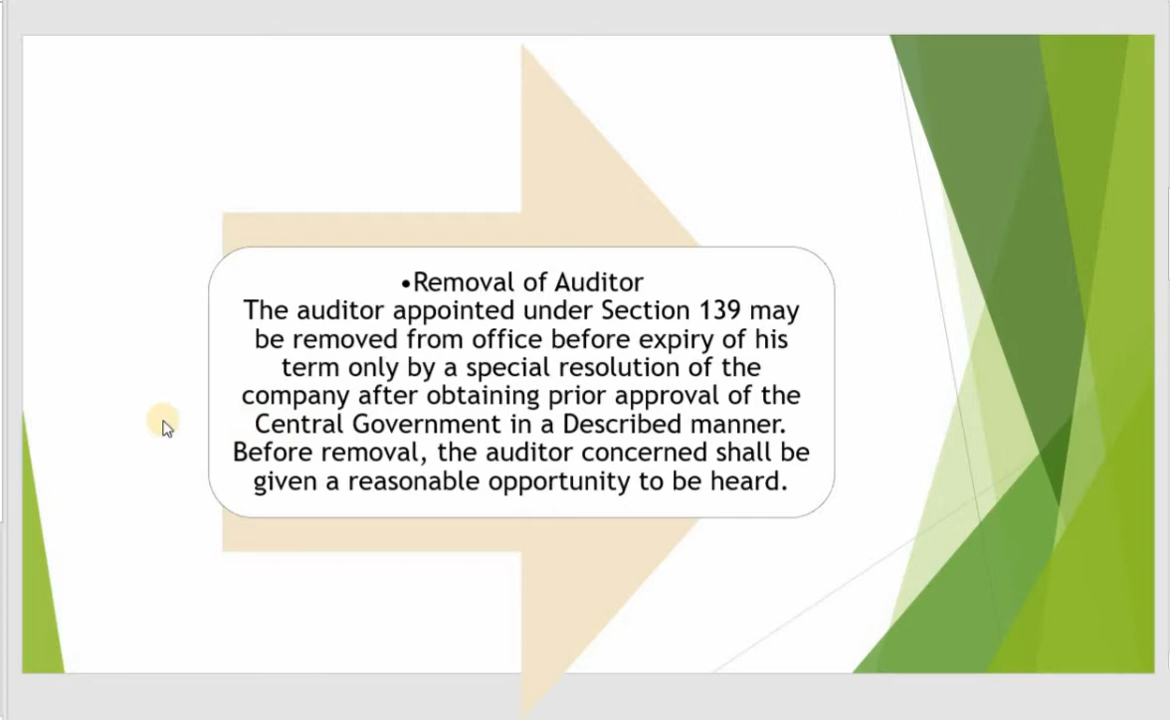 •Removal of Auditor
The auditor appointed under Section 139 may
be removed from office before expiry of his
term only by a special resolution of the
company after obtaining prior approval of the
Central Government in a Described manner.
Before removal, the auditor concerned shall be
given a reasonable opportunity to be heard.